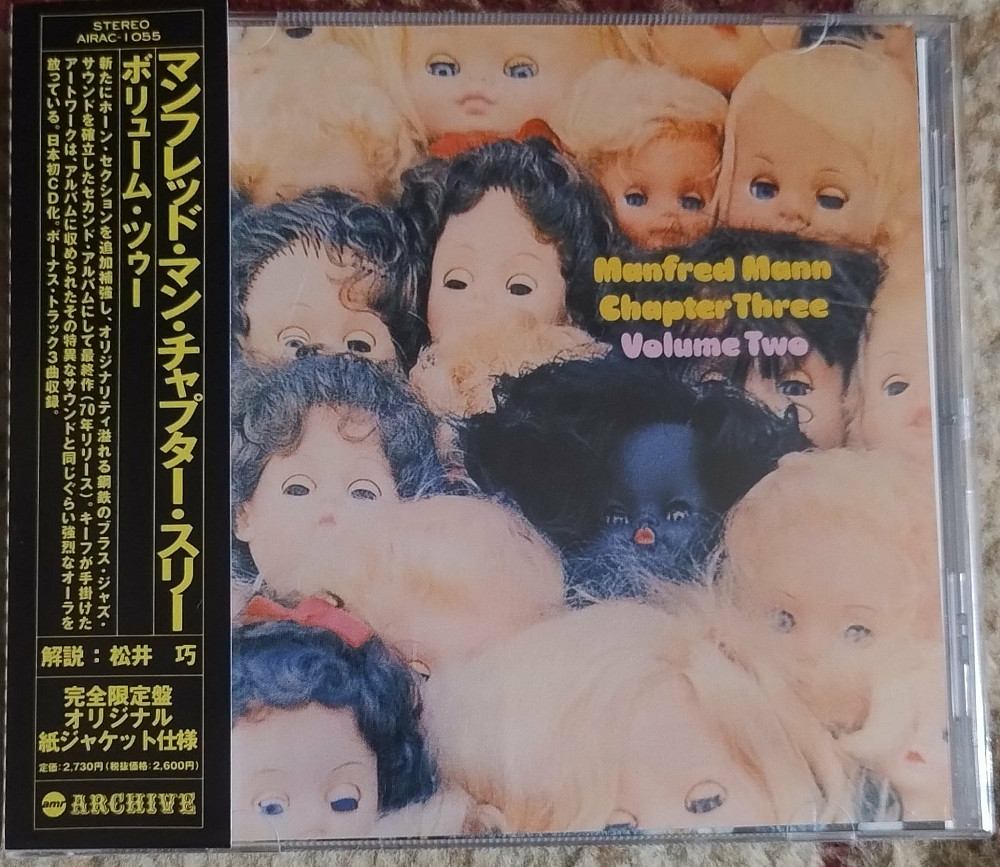 STEREO
AIRAC-1055
マンフレッド・マン・チャプター・スリー
ボリューム・ツゥー
新たにホーン・セクションを追加補強し、オリジナリティ溢れる鋼鉄のブラス・ジャズ・
サウンドを確立したセカンド・アルバムにして最終作（70年リリース）。キーフが手掛けた
アートワークは、アルバムに収められたその特異なサウンドと同じぐらい強烈なオーラを
放っている。日本初CD化。ボーナス・トラック3曲収録。
解説：松井 巧
完全限定盤
オリジナル
紙ジャケット仕様
定価：2,730円（税抜価格：2,600円）
amr ARCHIVE
Manfred Mann
Chapter Three
Volume Two